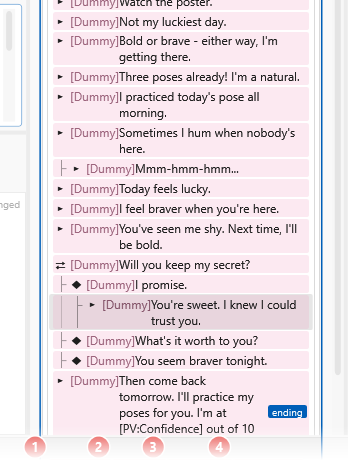 [Dummy]Watch the poster.
[Dummy]Not my luckiest day.
[Dummy]Bold or brave - either way, I'm
getting there.
[Dummy]Three poses already! I'm a natural.
[Dummy]I practiced today's pose all
morning.
[Dummy]Sometimes I hum when nobody's
here.
[Dummy]Mmm-hmm-hmm...
[Dummy]Today feels lucky.
nged
[Dummy]I feel braver when you're here.
[Dummy]You've seen me shy. Next time, I'll
be bold.
[Dummy]Will you keep my secret?
[Dummy]I promise.
[Dummy]You're sweet. I knew I could
trust you.
[Dummy]What's it worth to you?
[Dummy]You seem braver tonight.
[Dummy]Then come back
tomorrow. I'll practice my
poses for you. I'm at
ending
[PV:Confidence] out of 10
1 2 3 4